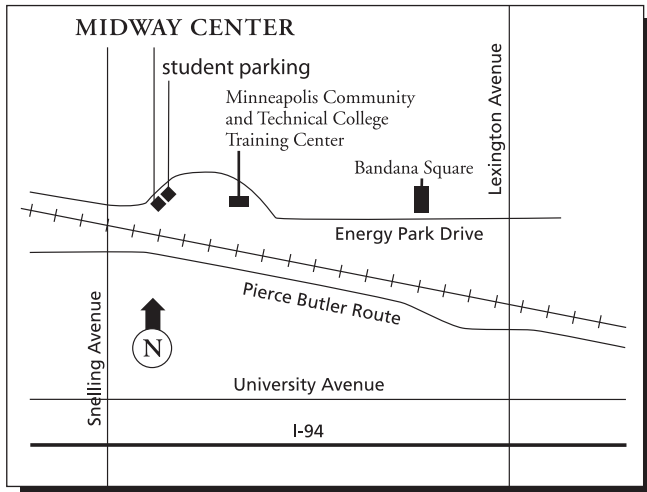 MIDWAY CENTER
student parking
Minneapolis Community
and Technical College
Training Center
Lexington Avenue
Bandana Square
Energy Park Drive
Pierce Butler Route
Snelling Avenue
N
University Avenue
I-94